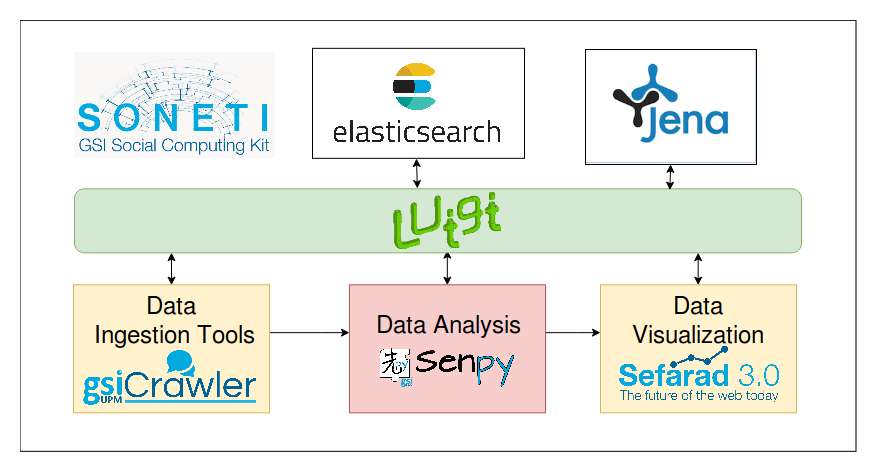 SONETI
GSI Social Computing Kit
elasticsearch
Jena
Luigi
Data
Ingestion Tools
gsiCrawler
UPM
Data Analysis
Senpy
gsi
Data
Visualization
Sefarad 3.0
The future of the web today